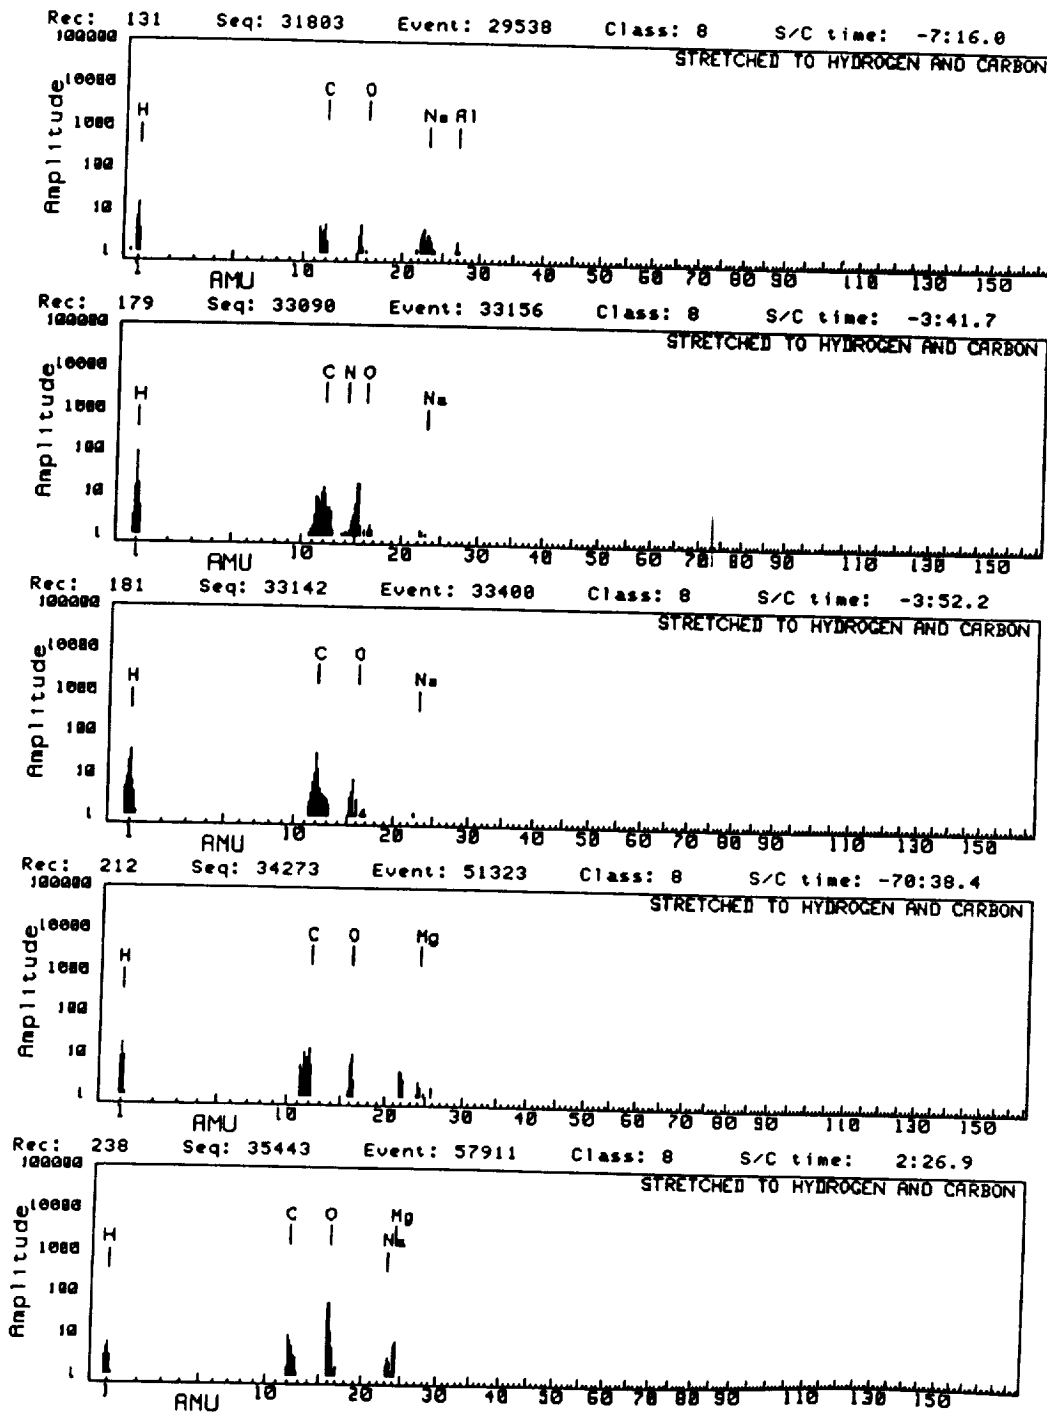 Rec: 131 Seq: 31803 Event: 29538 Class: 8 S/C time: -7:16.0
STRETCHED TO HYDROGEN AND CARBON
Amplitude
100000
10000
1000
100
10
1
H C O Na Al
1 10 20 30 40 50 60 70 80 90 110 130 150
AMU
Rec: 179 Seq: 33090 Event: 33156 Class: 8 S/C time: -3:41.7
STRETCHED TO HYDROGEN AND CARBON
Amplitude
100000
10000
1000
100
10
1
H C N O Na
1 10 20 30 40 50 60 70 80 90 110 130 150
AMU
Rec: 181 Seq: 33142 Event: 33400 Class: 8 S/C time: -3:52.2
STRETCHED TO HYDROGEN AND CARBON
Amplitude
100000
10000
1000
100
10
1
H C O Na
1 10 20 30 40 50 60 70 80 90 110 130 150
AMU
Rec: 212 Seq: 34273 Event: 51323 Class: 8 S/C time: -70:38.4
STRETCHED TO HYDROGEN AND CARBON
Amplitude
100000
10000
1000
100
10
1
H C O Mg
1 10 20 30 40 50 60 70 80 90 110 130 150
AMU
Rec: 238 Seq: 35443 Event: 57911 Class: 8 S/C time: 2:26.9
STRETCHED TO HYDROGEN AND CARBON
Amplitude
100000
10000
1000
100
10
1
H C O Na Mg
1 10 20 30 40 50 60 70 80 90 110 130 150
AMU